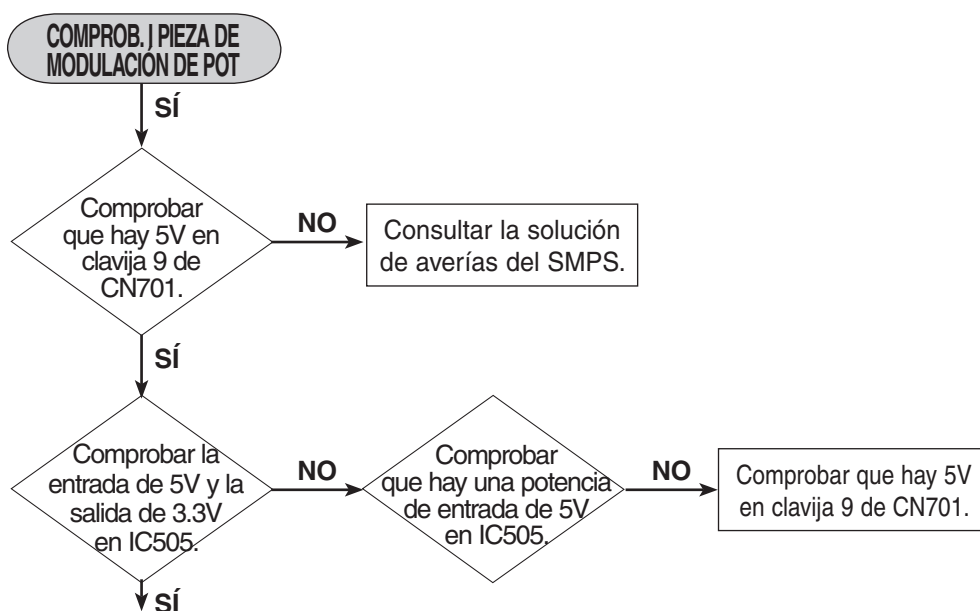 COMPROB. | PIEZA DE
MODULACIÓN DE POT
SÍ
Comprobar
que hay 5V en
clavija 9 de
CN701.
NO
Consultar la solución
de averías del SMPS.
SÍ
Comprobar la
entrada de 5V y la
salida de 3.3V
en IC505.
NO
Comprobar
que hay una potencia
de entrada de 5V
en IC505.
NO
Comprobar que hay 5V
en clavija 9 de CN701.
SÍ